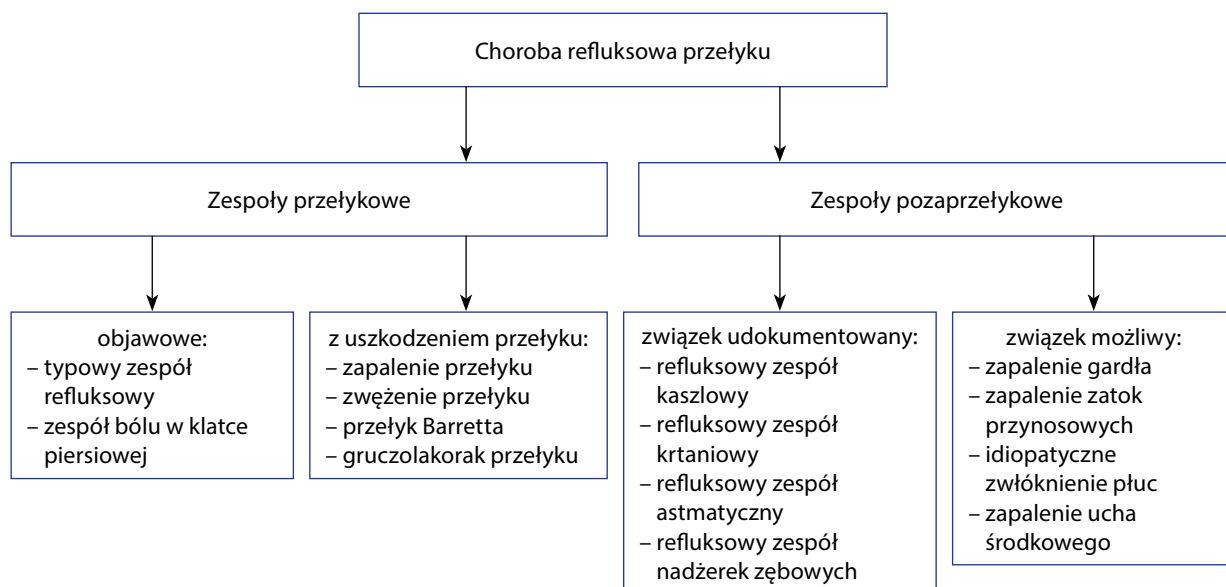 Choroba refluksowa przełyku
Zespoły przełykowe
Zespoły pozaprzełykowe
objawowe:
– typowy zespół
refluksowy
– zespół bólu w klatce
piersiowej
z uszkodzeniem przełyku:
– zapalenie przełyku
– zwężenie przełyku
– przełyk Barretta
– gruczolakorak przełyku
związek udokumentowany:
– refluksowy zespół
kaszlowy
– refluksowy zespół
krtaniowy
– refluksowy zespół
astmatyczny
– refluksowy zespół
nadżerek zębowych
związek możliwy:
– zapalenie gardła
– zapalenie zatok
przynosowych
– idiopatyczne
zwłóknienie płuc
– zapalenie ucha
środkowego